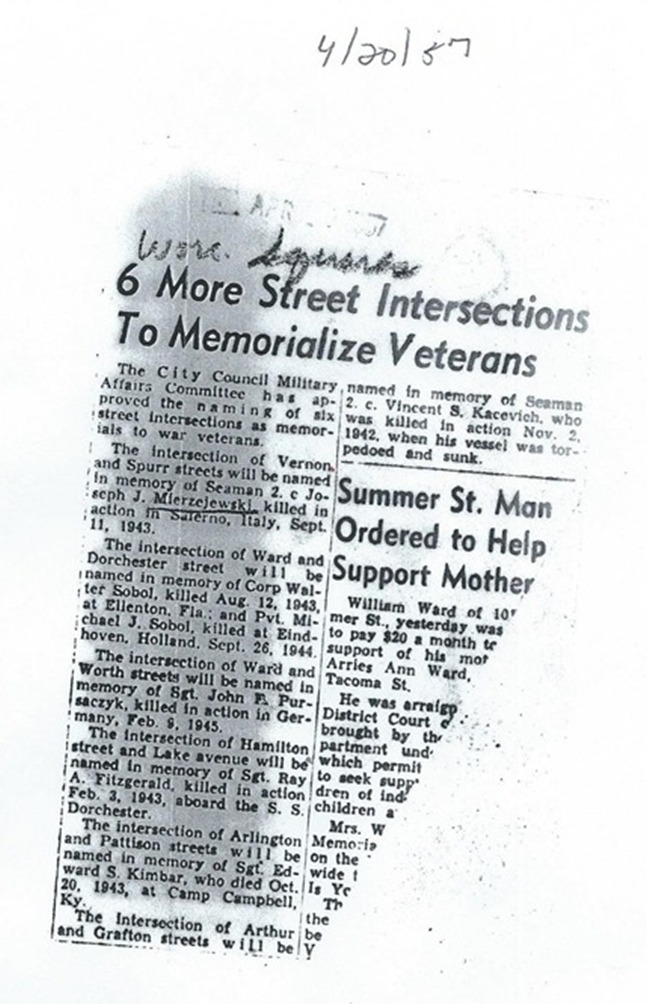 4/20/57
APR
Worc. Squares
6 More Street Intersections
To Memorialize Veterans
The City Council Military
Affairs Committee has ap-
proved the naming of six
street intersections as memor-
ials to war veterans.
The intersection of Vernon
and Spurr streets will be named
in memory of Seaman 2. c Jo-
seph J. Mierzejewski, killed in
action in Salerno, Italy, Sept.
11, 1943.
The intersection of Ward and
Dorchester street will be
named in memory of Corp Wal-
ter Sobol, killed Aug. 12, 1943,
at Ellenton, Fla.; and Pvt. Mi-
chael J. Sobol, killed at Eind-
hoven, Holland, Sept. 26, 1944.
The intersection of Ward and
Worth streets will be named in
memory of Sgt. John F. Pur-
saczyk, killed in action in Ger-
many, Feb. 9, 1945.
The intersection of Hamilton
street and Lake avenue will be
named in memory of Sgt. Ray
A. Fitzgerald, killed in action
Feb. 3, 1943, aboard the S. S.
Dorchester.
The intersection of Arlington
and Pattison streets will be
named in memory of Sgt. Ed-
ward S. Kimbar, who died Oct.
20, 1943, at Camp Campbell,
Ky.
The Intersection of Arthur
and Grafton streets will be
named in memory of Seaman
2. c. Vincent S. Kacevich, who
was killed in action Nov. 2,
1942, when his vessel was tor-
pedoed and sunk.
Summer St. Man
Ordered to Help
Support Mother
William Ward of 10
mer St., yesterday was
to pay $20 a month
support of his
Arries Ann Ward,
Tacoma St.
He was
District Court
brought by
partment
which permit
to seek
dren of
children
Mrs. W
on the
wide
Is
the
be